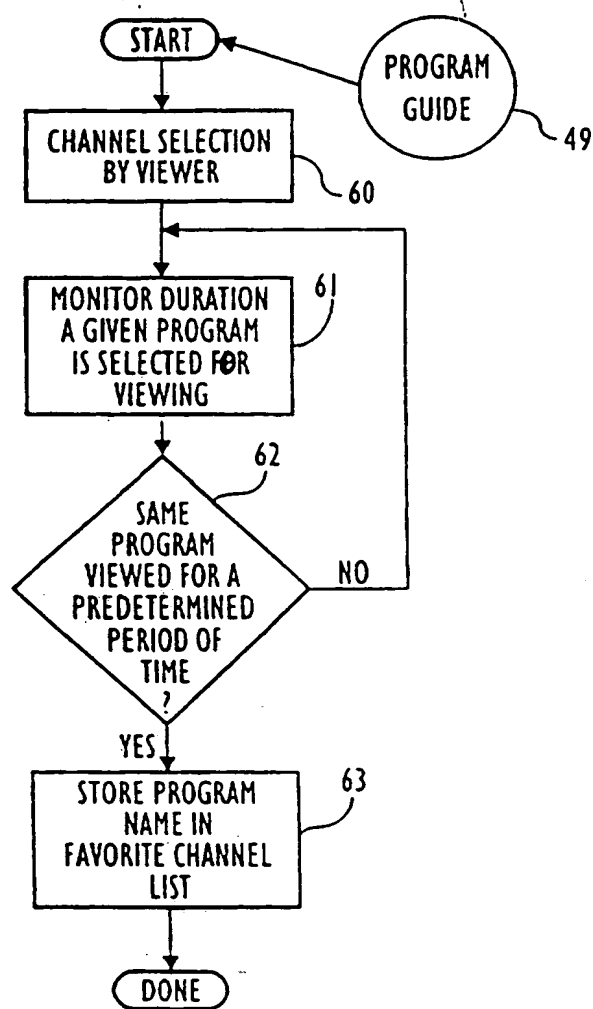 START
PROGRAM
GUIDE
49
CHANNEL SELECTION
BY VIEWER
60
MONITOR DURATION
A GIVEN PROGRAM
IS SELECTED FOR
VIEWING
61
62
SAME
PROGRAM
VIEWED FOR A
PREDETERMINED
PERIOD OF
TIME
?
NO
YES
STORE PROGRAM
NAME IN
FAVORITE CHANNEL
LIST
63
DONE